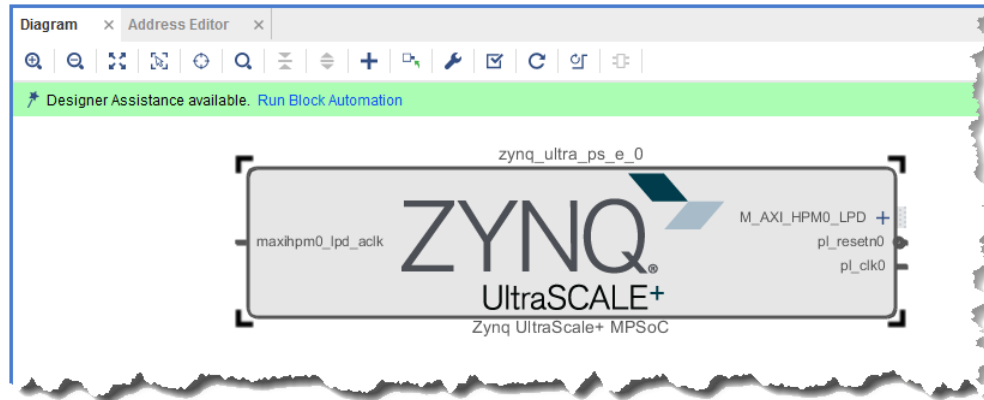 Diagram × Address Editor ×
Designer Assistance available. Run Block Automation
zynq_ultra_ps_e_0
ZYNQ®
UltraSCALE+
maxihpm0_lpd_aclk
M_AXI_HPM0_LPD
pl_resetn0
pl_clk0
Zynq UltraScale+ MPSoC